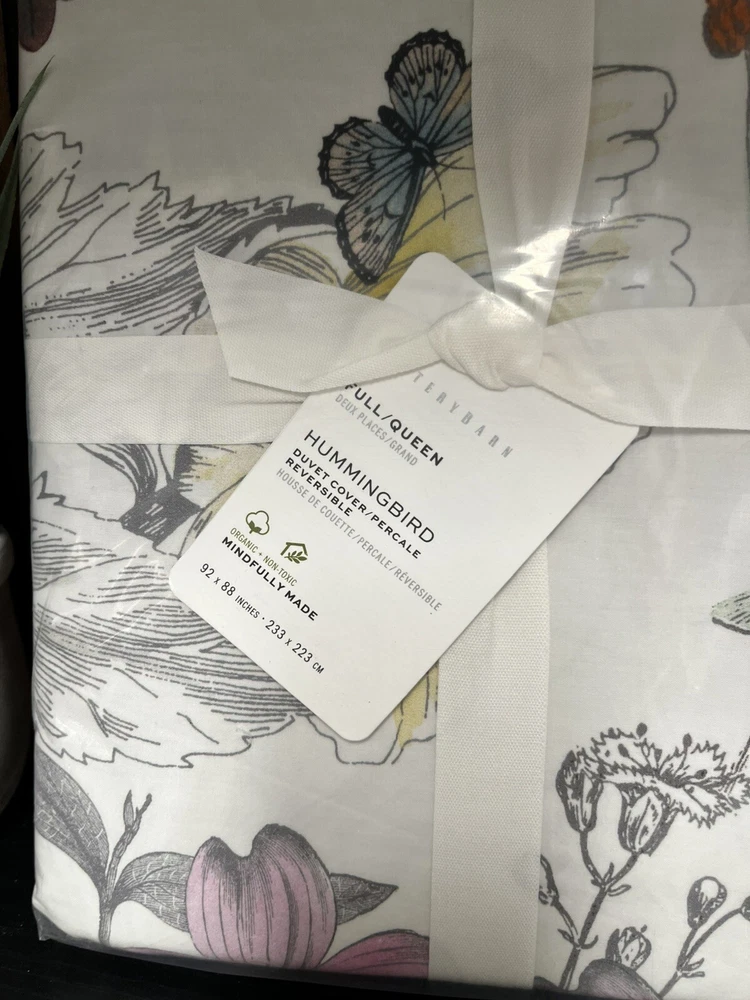 TERYBARN
FULL/QUEEN
DEUX PLACES/GRAND
HUMMINGBIRD
DUVET COVER/PERCALE
REVERSIBLE
HOUSSE DE COUETTE/PERCALE/RÉVERSIBLE
ORGANIC + NON-TOXIC
MINDFULLY MADE
92 x 88 INCHES · 233 x 223 CM